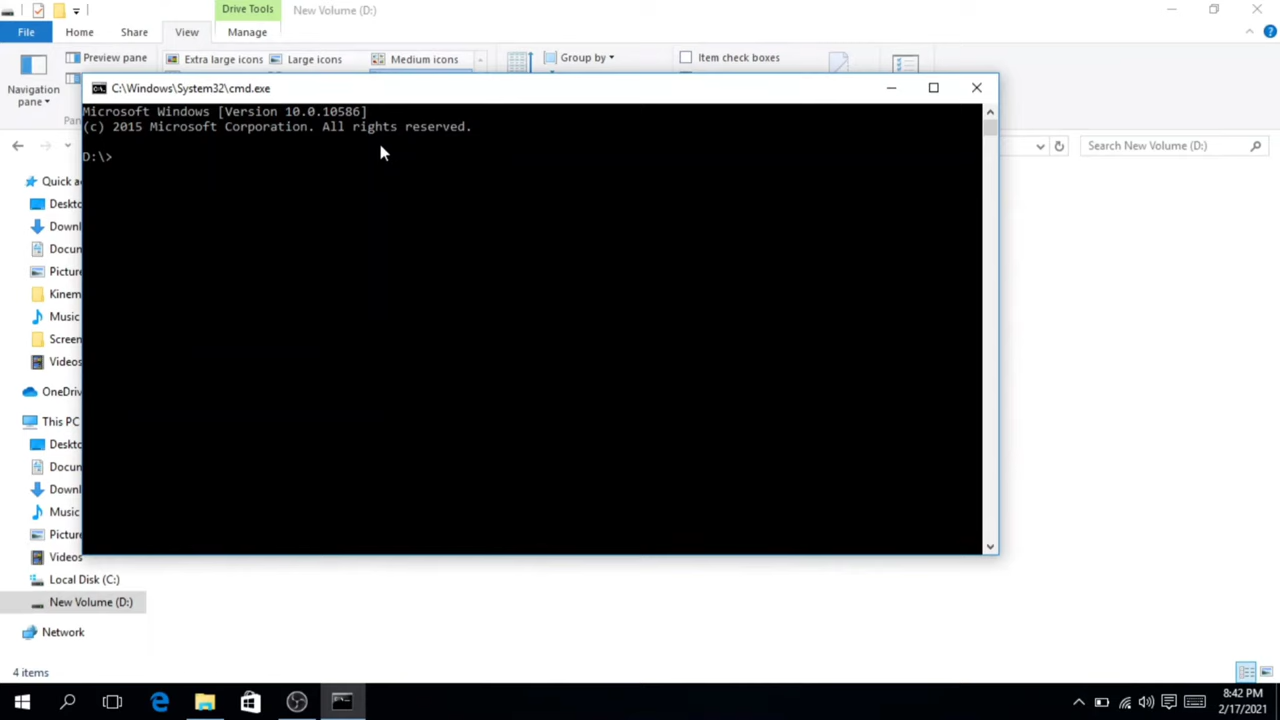 Drive Tools
New Volume (D:)
File
Home
Share
View
Manage
Navigation pane
Preview pane
Extra large icons
Large icons
Medium icons
Group by
Item check boxes
C:\Windows\System32\cmd.exe
Microsoft Windows [Version 10.0.10586]
(c) 2015 Microsoft Corporation. All rights reserved.
D:\>
Search New Volume (D:)
Quick a
Deskto
Downl
Docun
Picture
Kinem
Music
Screen
Videos
OneDriv
This PC
Deskto
Docun
Downl
Music
Picture
Videos
Local Disk (C:)
New Volume (D:)
Network
4 items
8:42 PM
2/17/2021